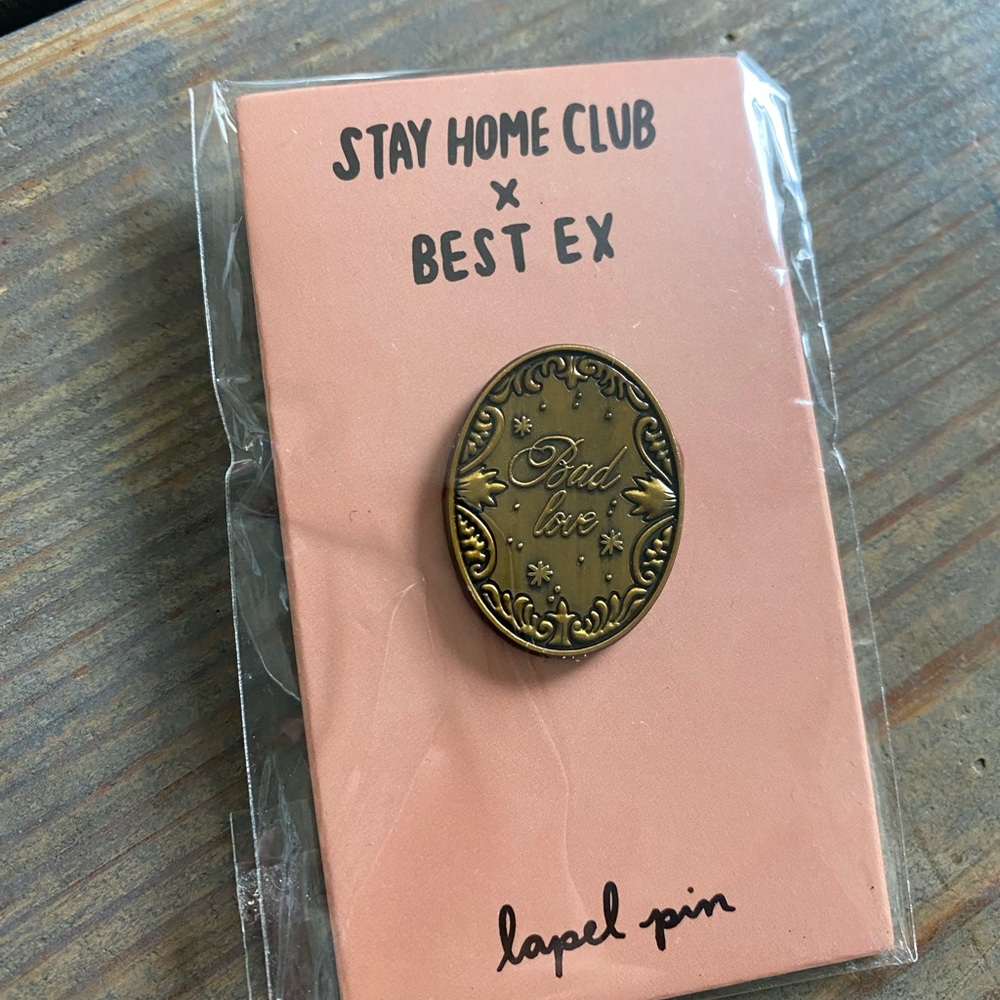 STAY HOME CLUB
X
BEST EX
Bad
love
lapel pin